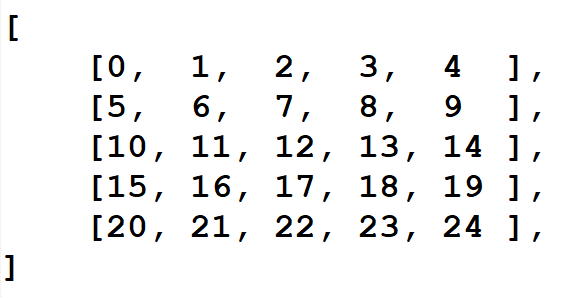 [
[0, 1, 2, 3, 4 ],
[5, 6, 7, 8, 9 ],
[10, 11, 12, 13, 14 ],
[15, 16, 17, 18, 19 ],
[20, 21, 22, 23, 24 ],
]